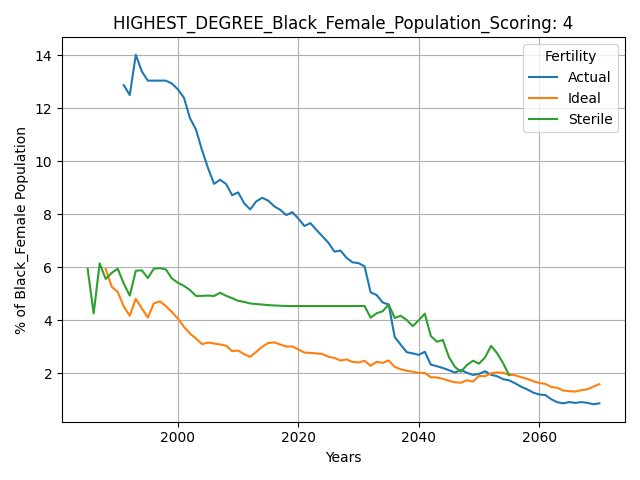 HIGHEST_DEGREE_Black_Female_Population_Scoring: 4
Fertility
Actual
Ideal
Sterile
% of Black_Female Population
14
12
10
8
6
4
2
2000
2020
2040
2060
Years